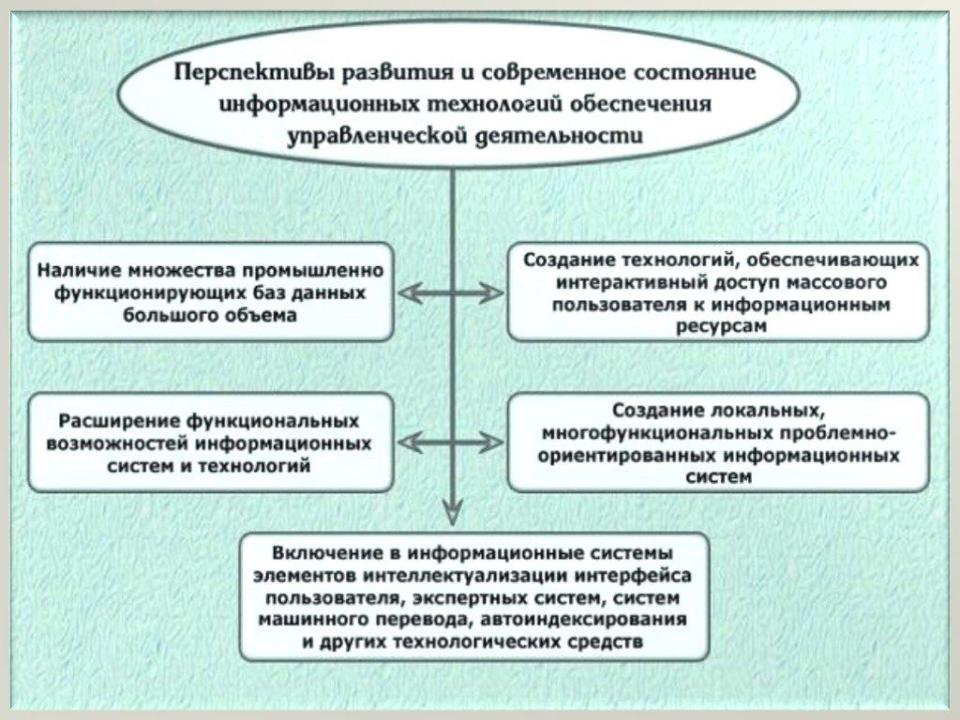 Перспективы развития и современное состояние
информационных технологий обеспечения
управленческой деятельности
Наличие множества промышленно
функционирующих баз данных
большого объема
Создание технологий, обеспечивающих
интерактивный доступ массового
пользователя к информационным
ресурсам
Расширение функциональных
возможностей информационных
систем и технологий
Создание локальных,
многофункциональных проблемно-
ориентированных информационных
систем
Включение в информационные системы
элементов интеллектуализации интерфейса
пользователя, экспертных систем, систем
машинного перевода, автоиндексирования
и других технологических средств